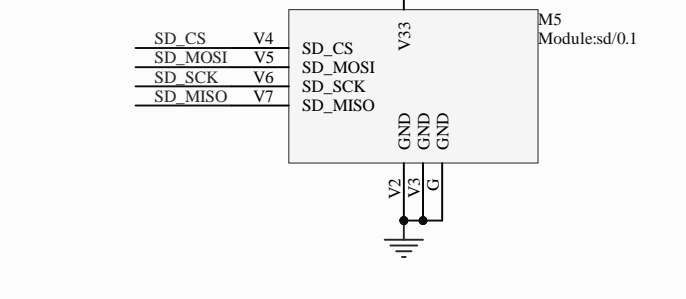 M5
Module:sd/0.1
V33
SD_CS V4 SD_CS
SD_MOSI V5 SD_MOSI
SD_SCK V6 SD_SCK
SD_MISO V7 SD_MISO
GND GND GND
V2 V3 G